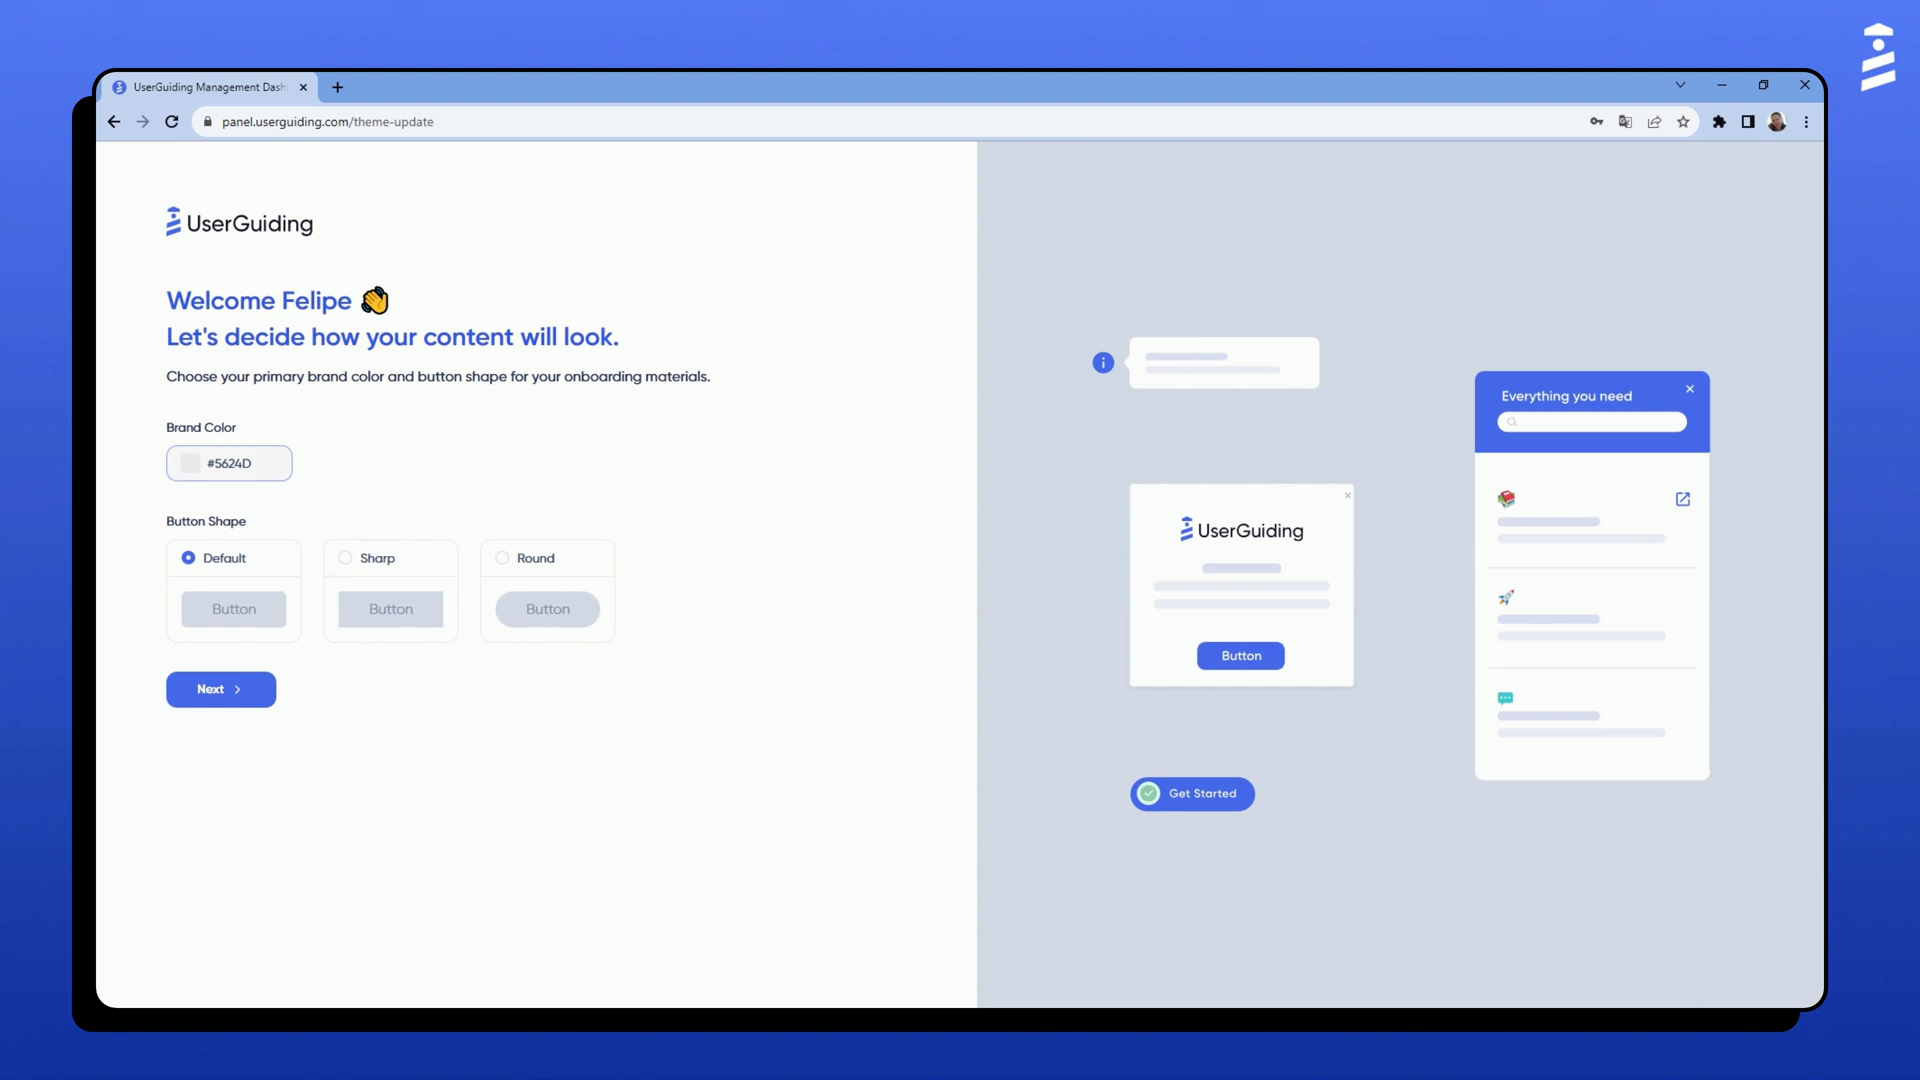 UserGuiding Management Dash
panel.userguiding.com/theme-update
UserGuiding
Welcome Felipe 👋
Let's decide how your content will look.
Choose your primary brand color and button shape for your onboarding materials.
Brand Color
#5624D
Button Shape
Default
Sharp
Round
Button
Button
Button
Next
Everything you need
UserGuiding
Button
Get Started